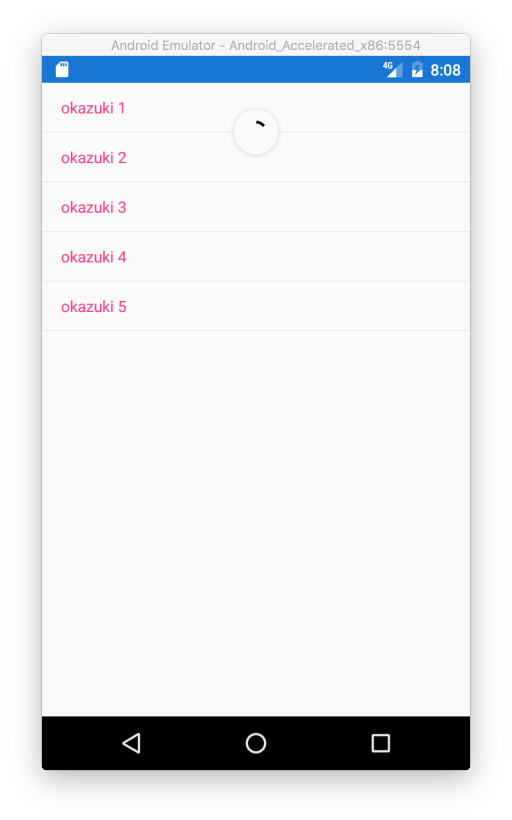 Android Emulator - Android_Accelerated_x86:5554
4G 8:08
okazuki 1
okazuki 2
okazuki 3
okazuki 4
okazuki 5